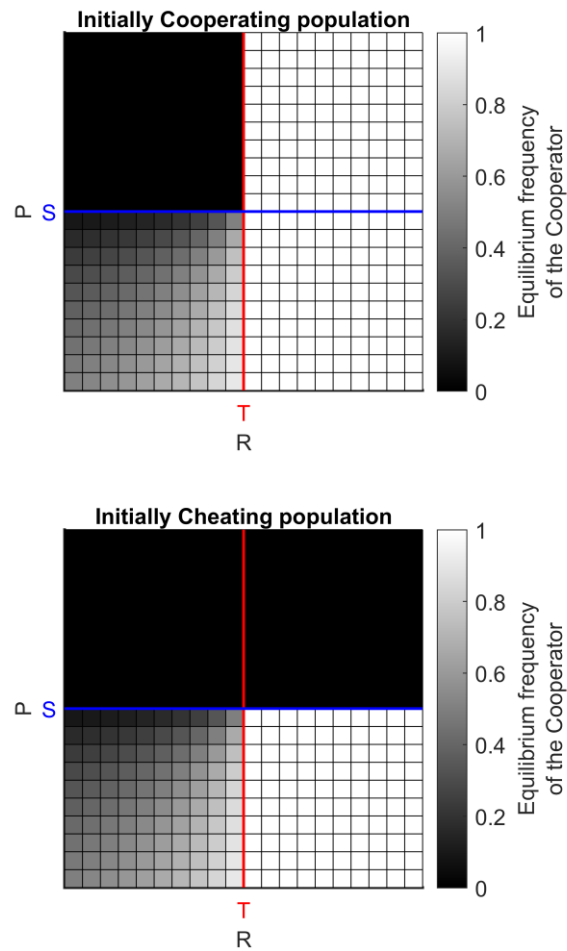 Initially Cooperating population
P
S
T
R
1
0.8
0.6
0.4
0.2
0
Equilibrium frequency
of the Cooperator
Initially Cheating population
P
S
T
R
1
0.8
0.6
0.4
0.2
0
Equilibrium frequency
of the Cooperator